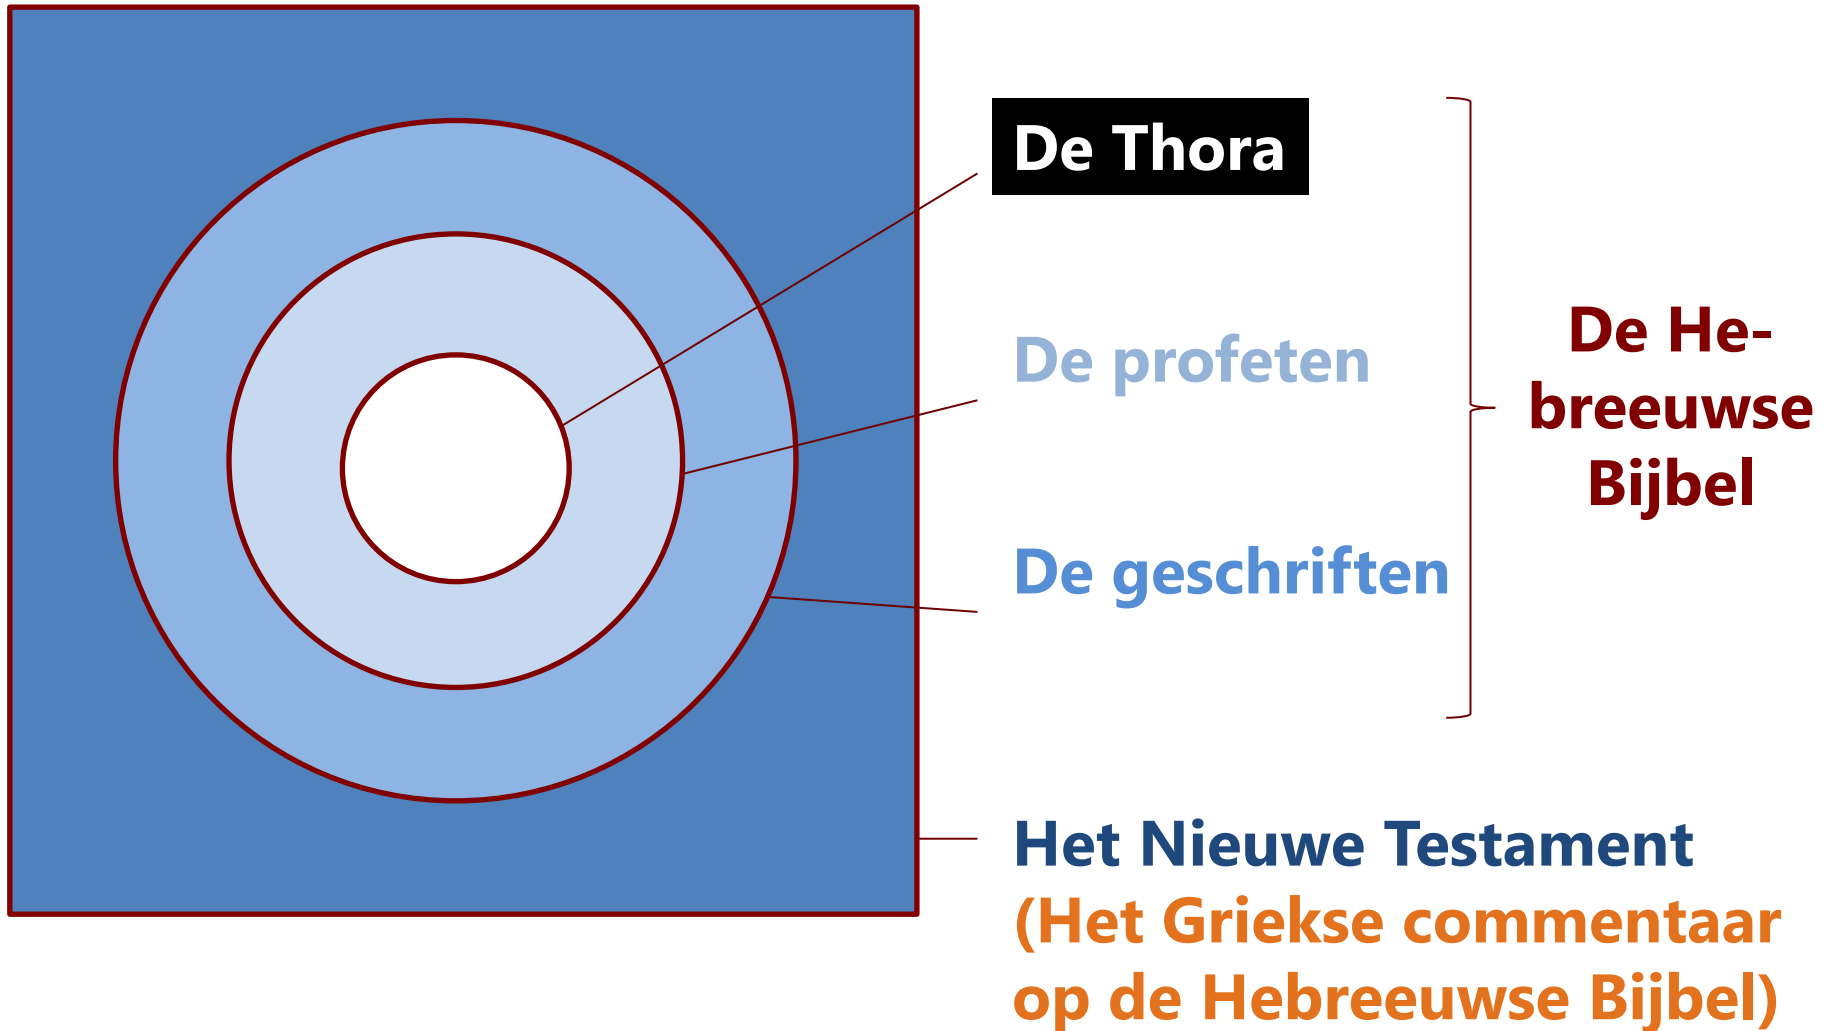 De Thora
De profeten
De geschriften
De He-
breeuwse
Bijbel
Het Nieuwe Testament
(Het Griekse commentaar
op de Hebreeuwse Bijbel)